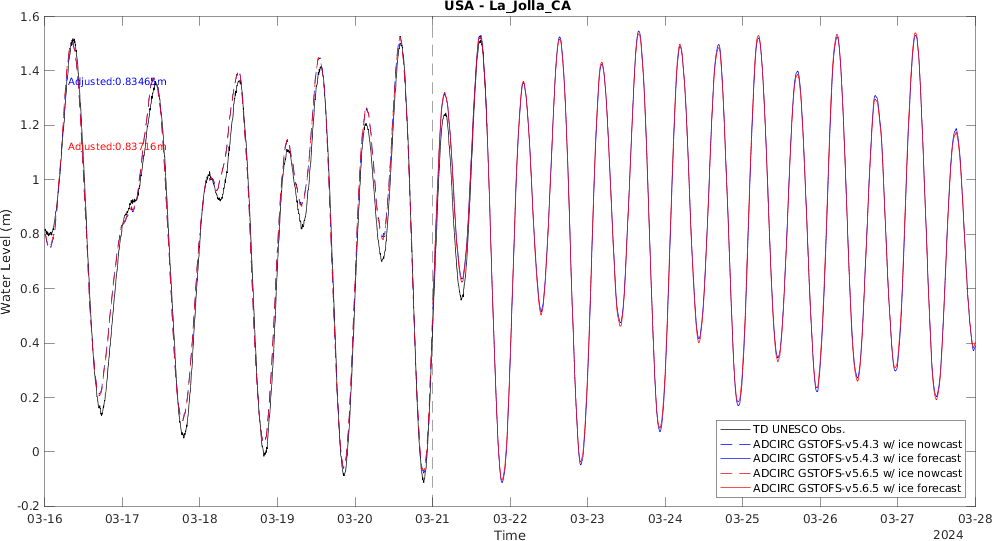 USA - La_Jolla_CA
1.6
1.4
1.2
1
0.8
0.6
0.4
0.2
0
-0.2
Water Level (m)
Adjusted:0.83465m
Adjusted:0.83716m
TD UNESCO Obs.
ADCIRC GSTOFS-v5.4.3 w/ ice nowcast
ADCIRC GSTOFS-v5.4.3 w/ ice forecast
ADCIRC GSTOFS-v5.6.5 w/ ice nowcast
ADCIRC GSTOFS-v5.6.5 w/ ice forecast
03-16 03-17 03-18 03-19 03-20 03-21 03-22 03-23 03-24 03-25 03-26 03-27 03-28
Time
2024